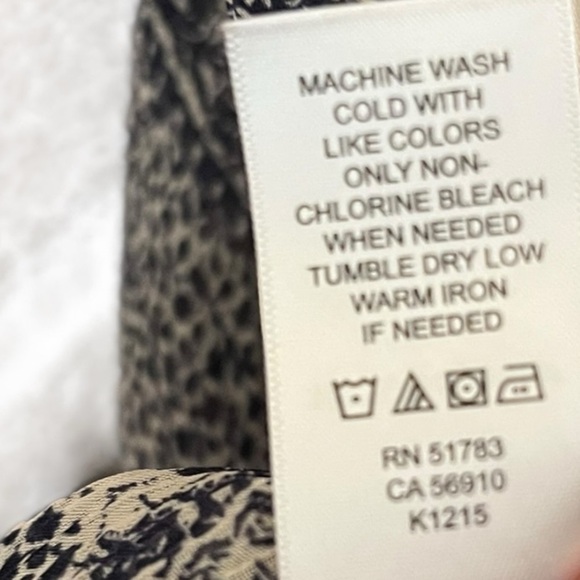 MACHINE WASH
COLD WITH
LIKE COLORS
ONLY NON-
CHLORINE BLEACH
WHEN NEEDED
TUMBLE DRY LOW
WARM IRON
IF NEEDED
RN 51783
CA 56910
K1215